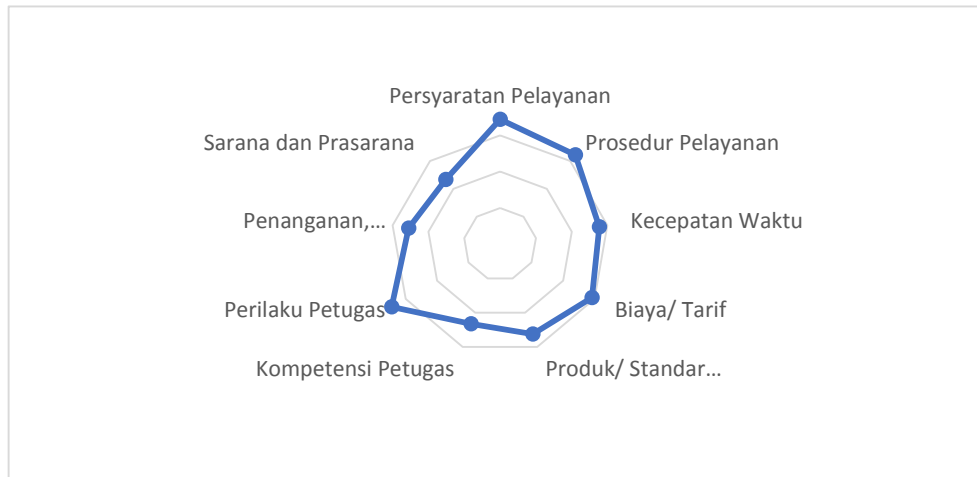 Persyaratan Pelayanan
Prosedur Pelayanan
Kecepatan Waktu
Biaya/ Tarif
Produk/ Standar...
Kompetensi Petugas
Perilaku Petugas
Penanganan,...
Sarana dan Prasarana